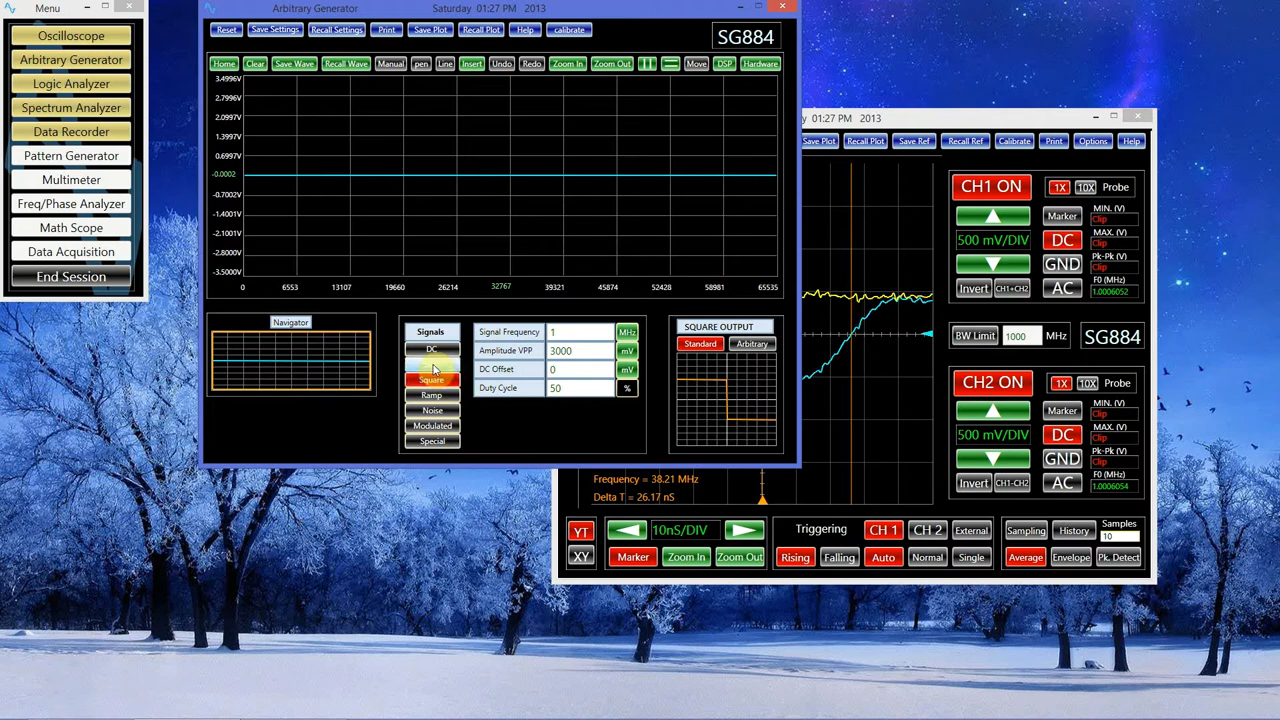 Menu
Oscilloscope
Arbitrary Generator
Logic Analyzer
Spectrum Analyzer
Data Recorder
Pattern Generator
Multimeter
Freq/Phase Analyzer
Math Scope
Data Acquisition
End Session
Arbitrary Generator Saturday 01:27 PM 2013
Reset Save Settings Recall Settings Print Save Plot Recall Plot Help calibrate SG884
Home Clear Save Wave Recall Wave Manual pen Line Insert Undo Redo Zoom In Zoom Out Move DSP Hardware
3.4996V
2.7996V
2.0997V
1.3997V
0.6997V
-0.0002
-0.7002V
-1.4001V
-2.1001V
-2.8000V
-3.5000V
0 6553 13107 19660 26214 32767 39321 45874 52428 58981 65535
Navigator
Signals
DC
Square
Ramp
Noise
Modulated
Special
Signal Frequency 1 MHz
Amplitude VPP 3000 mV
DC Offset 0 mV
Duty Cycle 50 %
SQUARE OUTPUT
Standard Arbitrary
y 01:27 PM 2013
Save Plot Recall Plot Save Ref Recall Ref Calibrate Print Options Help
CH1 ON 1X 10X Probe
500 mV/DIV
Marker
DC
GND
AC
Invert CH1+CH2
MIN. (V)
Clip
MAX. (V)
Clip
Pk-Pk (V)
Clip
F0 (MHz)
1.0006052
BW Limit 1000 MHz SG884
CH2 ON 1X 10X Probe
500 mV/DIV
Marker
DC
GND
AC
Invert CH1-CH2
MIN. (V)
Clip
MAX. (V)
Clip
Pk-Pk (V)
Clip
F0 (MHz)
1.0006054
Frequency = 38.21 MHz
Delta T = 26.17 nS
YT 10nS/DIV Triggering CH 1 CH 2 External Sampling History Samples
10
XY Marker Zoom In Zoom Out Rising Falling Auto Normal Single Average Envelope Pk. Detect